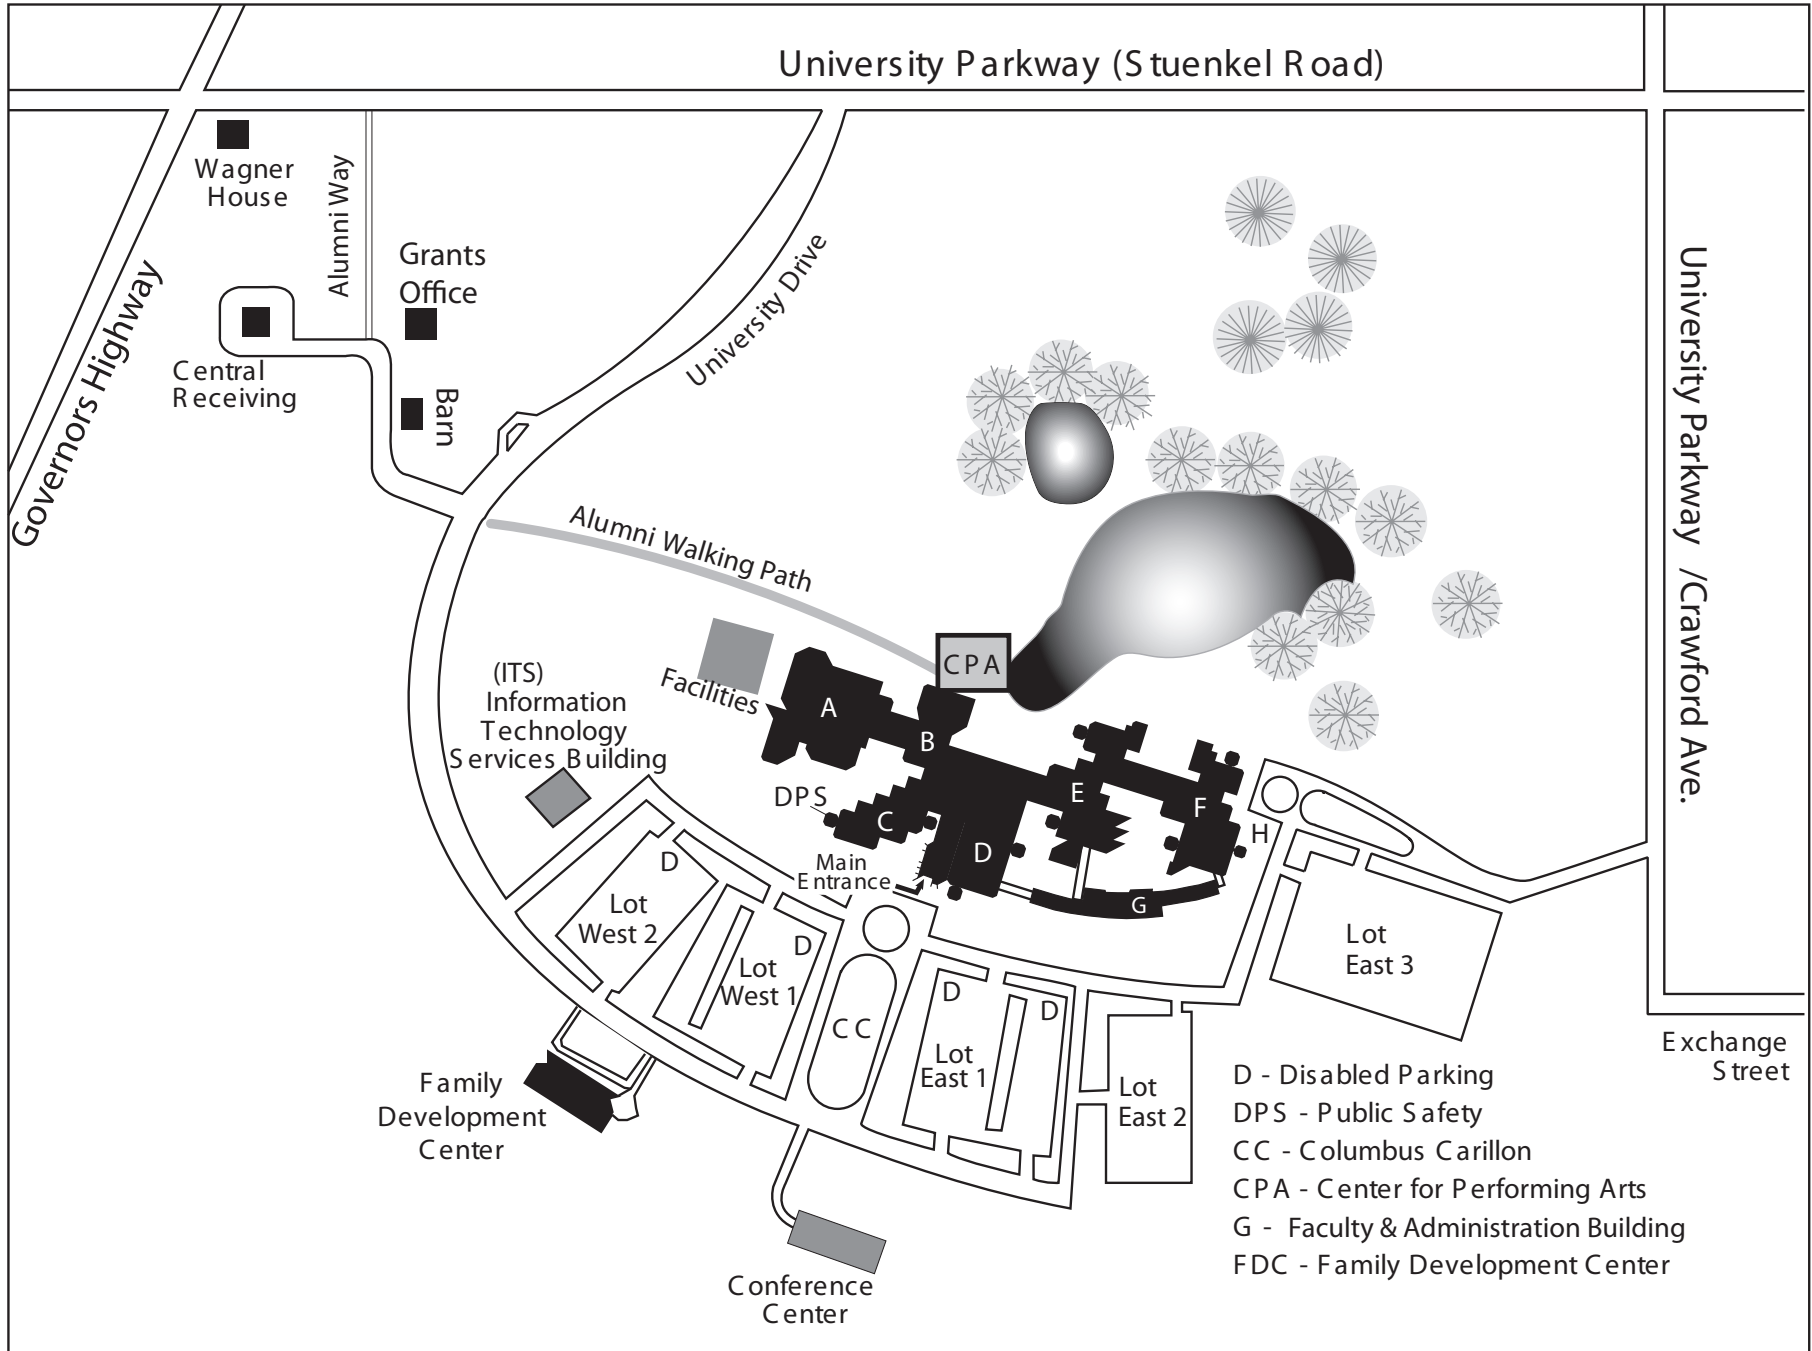 University Parkway (Stuenkel Road)
Wagner
House
Alumni Way
Grants
Office
Governors Highway
University Drive
University Parkway /Crawford Ave.
Central
Receiving
Barn
Alumni Walking Path
CPA
Facilities
(ITS)
Information
Technology
Services Building
A
B
DPS
C
E
F
H
D
Main
Entrance
G
D
Lot
West 2
D
Lot
West 1
CC
D
D
Lot
East 1
Lot
East 2
Lot
East 3
Exchange
Street
Family
Development
Center
Conference
Center
D - Disabled Parking
DPS - Public Safety
CC - Columbus Carillon
CPA - Center for Performing Arts
G - Faculty & Administration Building
FDC - Family Development Center